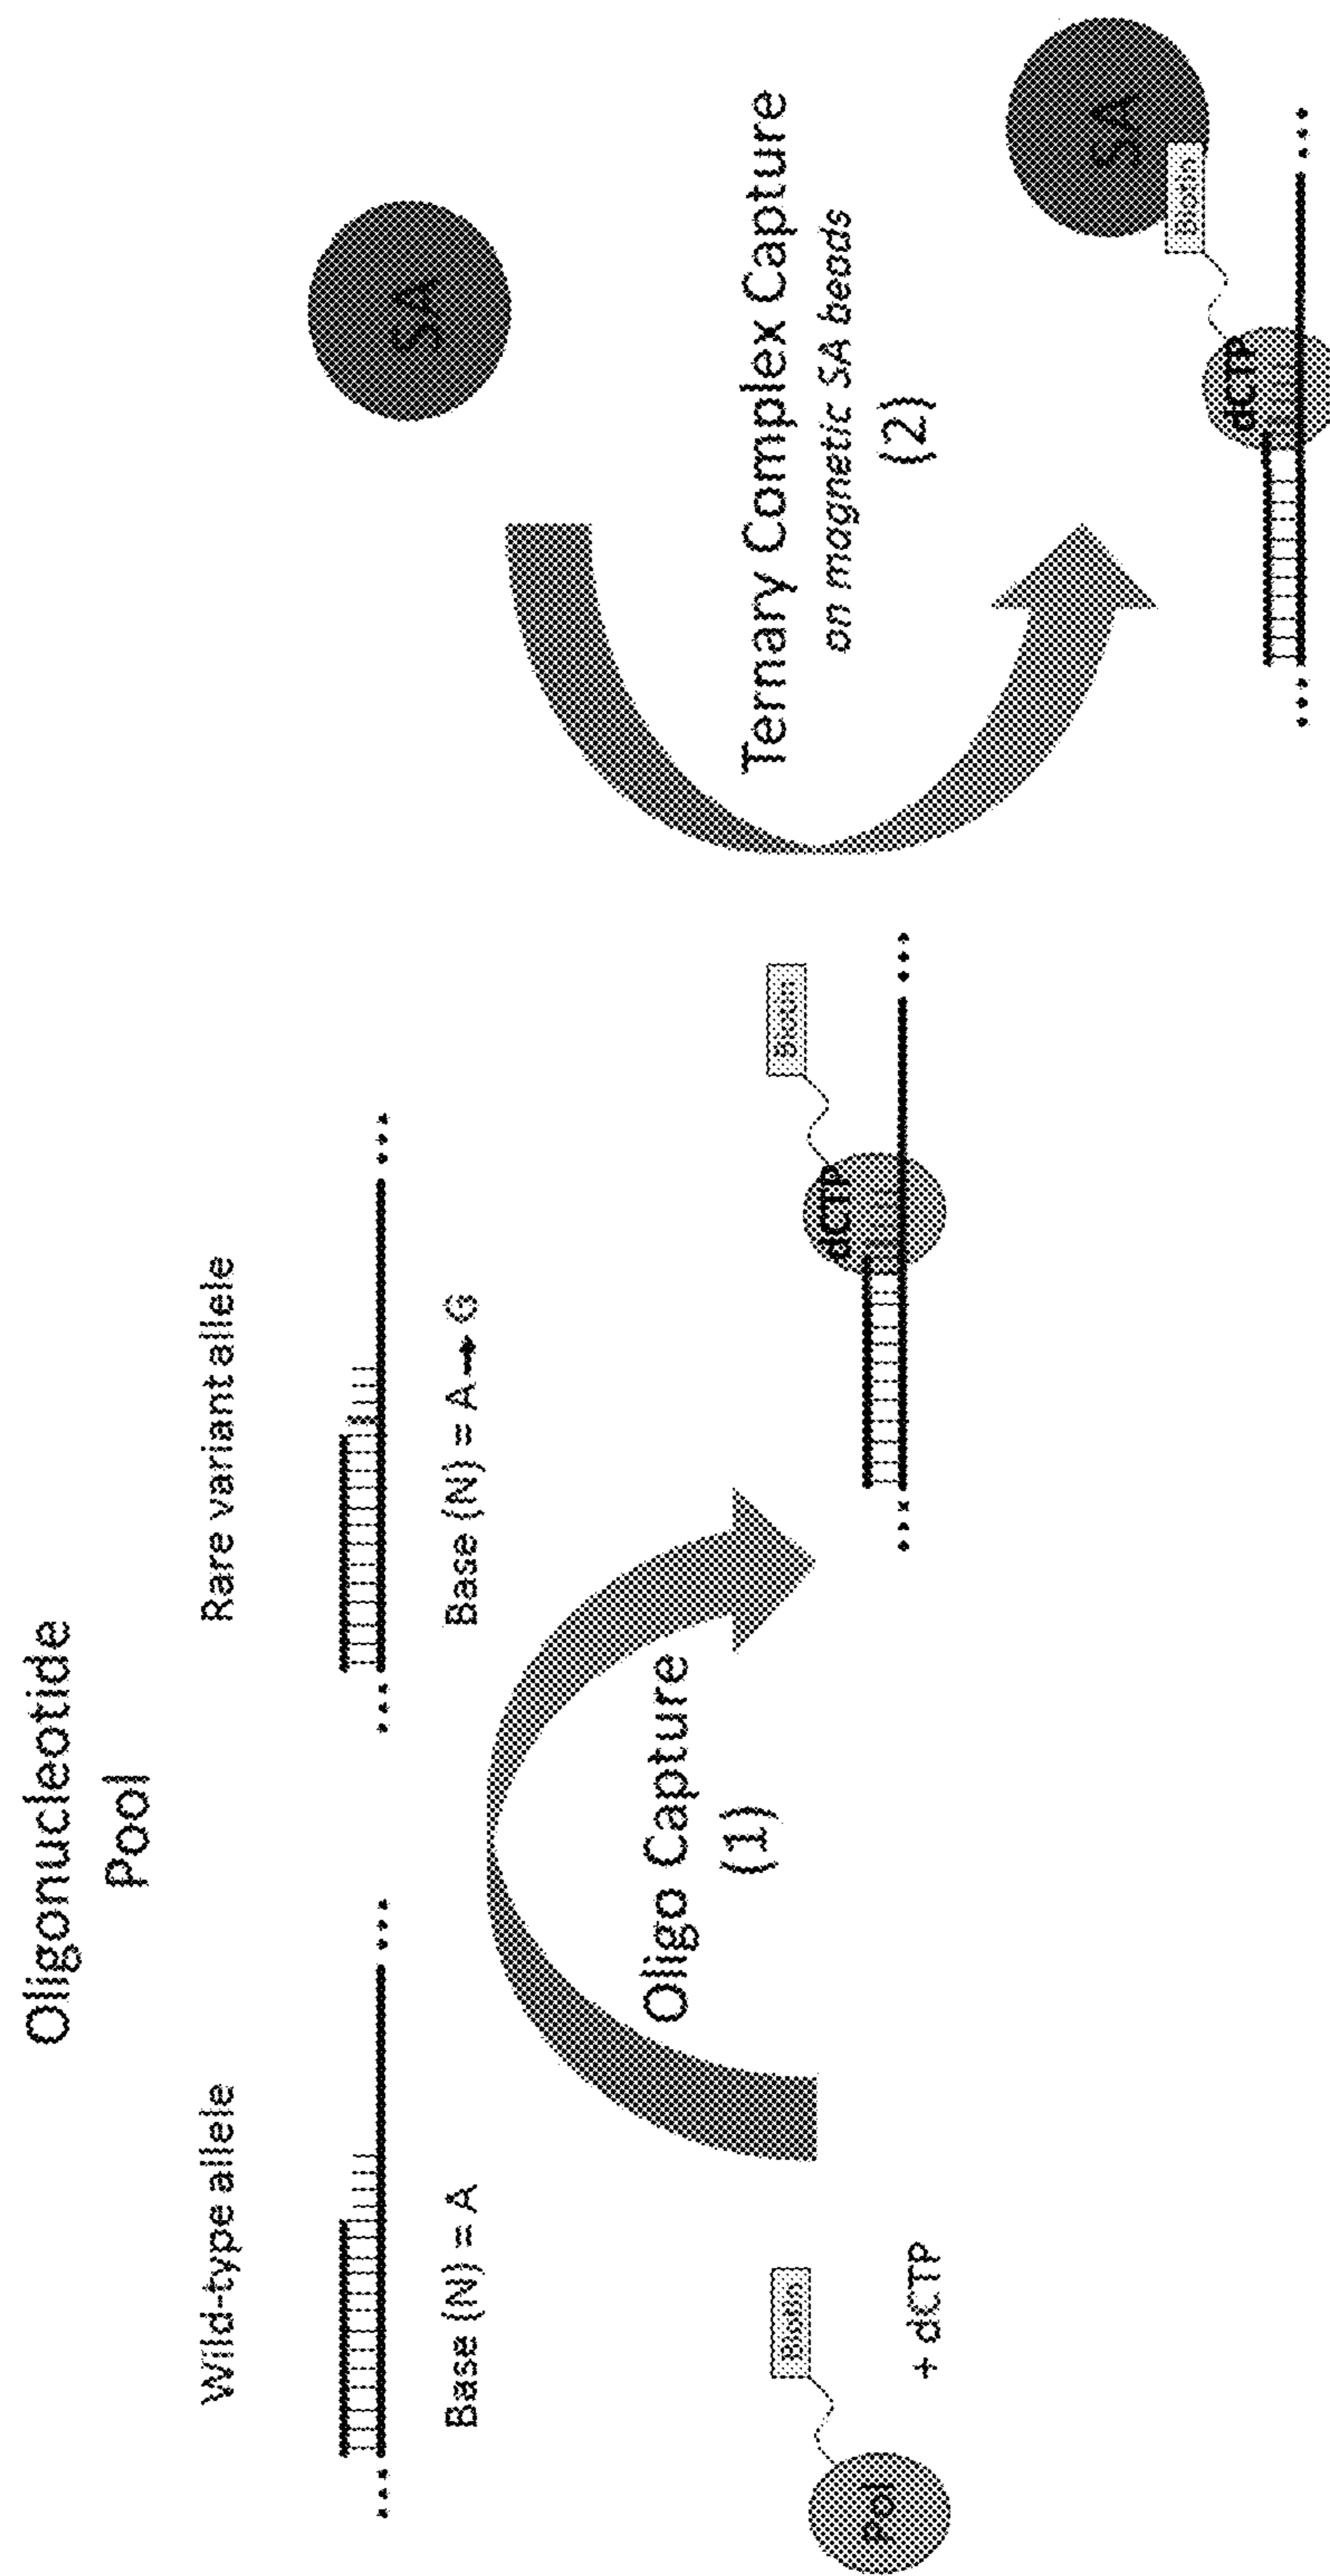 Oligonucleotide
Pool
Wild-type allele
Rare variant allele
Base (N) = A
Base (N) = A → G
SA
Biotin
Pol
+ dCTP
Oligo Capture
(1)
Biotin
dCTP
Ternary Complex Capture
on magnetic SA beads
(2)
SA
Biotin
dCTP